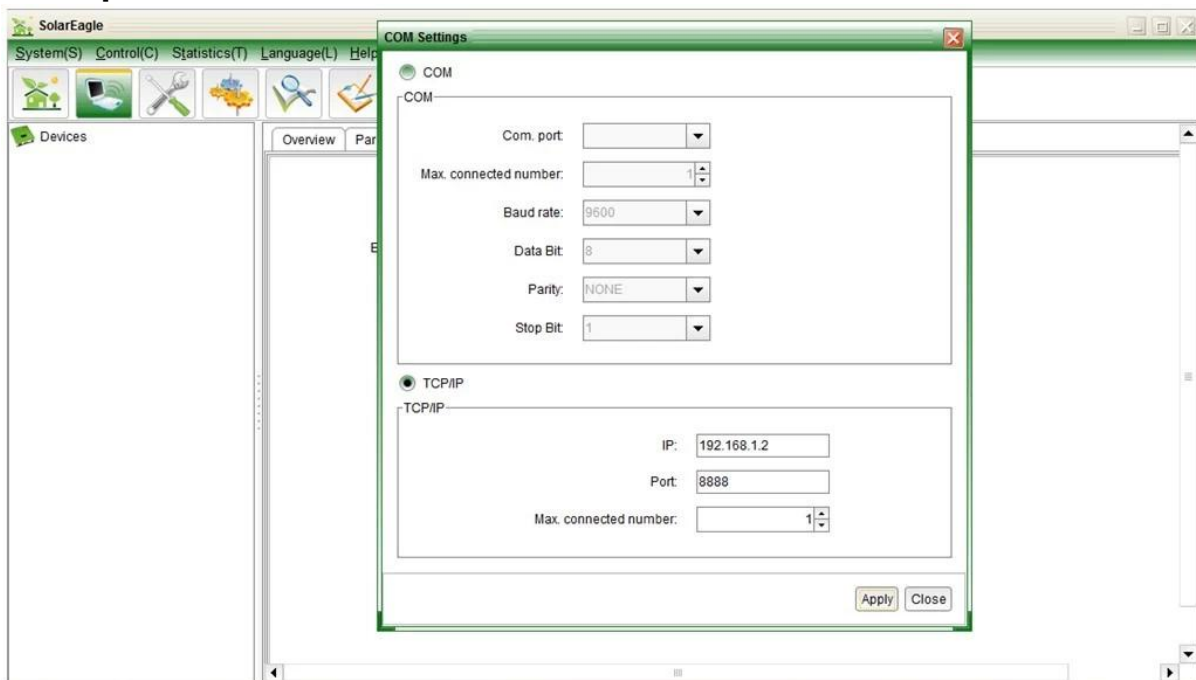 SolarEagle
System(S) Control(C) Statistics(T) Language(L) Help
Devices
Overview Par
E
COM Settings
COM
COM
Com. port:
Max. connected number: 1
Baud rate: 9600
Data Bit: 8
Parity: NONE
Stop Bit: 1
TCP/IP
TCP/IP
IP: 192.168.1.2
Port: 8888
Max. connected number: 1
Apply Close